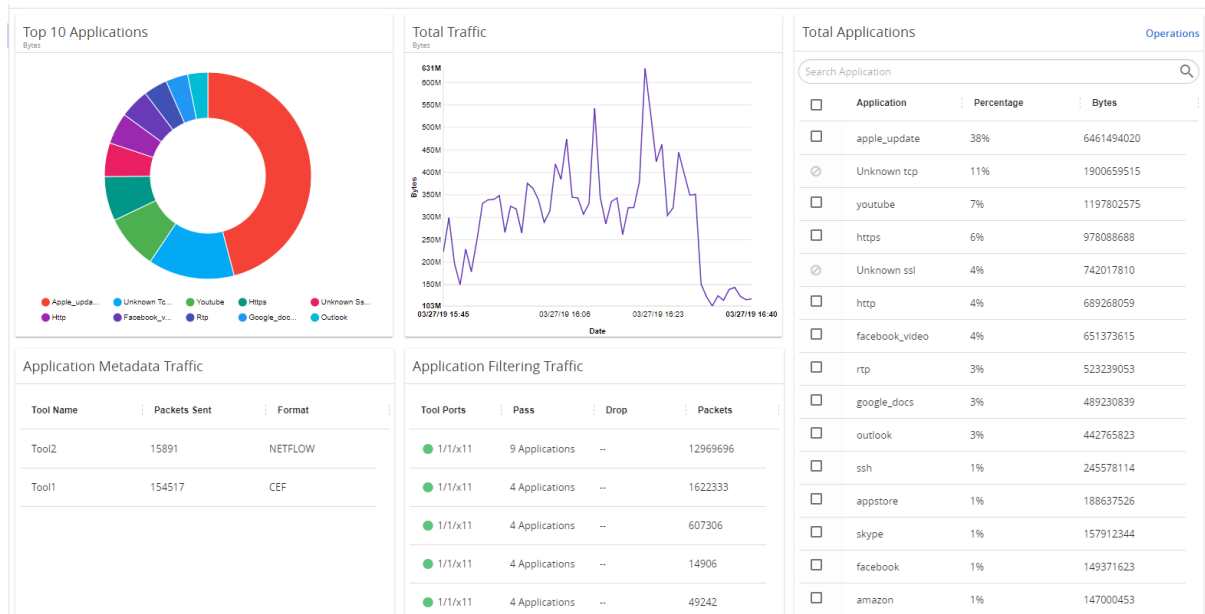 Top 10 Applications
Bytes
Apple_upda...
Unknown Tc...
Youtube
Https
Unknown Ss...
Http
Facebook_v...
Rtp
Google_doc...
Outlook
Total Traffic
Bytes
631M
600M
550M
500M
450M
400M
350M
300M
250M
200M
150M
103M
Bytes
03/27/19 15:45
03/27/19 16:06
03/27/19 16:23
03/27/19 16:40
Date
Total Applications
Operations
Search Application
Application Percentage Bytes
apple_update 38% 6461494020
Unknown tcp 11% 1900659515
youtube 7% 1197802575
https 6% 978088688
Unknown ssl 4% 742017810
http 4% 689268059
facebook_video 4% 651373615
rtp 3% 523239053
google_docs 3% 489230839
outlook 3% 442765823
ssh 1% 245578114
appstore 1% 188637526
skype 1% 157912344
facebook 1% 149371623
amazon 1% 147000453
Application Metadata Traffic
Tool Name Packets Sent Format
Tool2 15891 NETFLOW
Tool1 154517 CEF
Application Filtering Traffic
Tool Ports Pass Drop Packets
1/1/x11 9 Applications -- 12969696
1/1/x11 4 Applications -- 1622333
1/1/x11 4 Applications -- 607306
1/1/x11 4 Applications -- 14906
1/1/x11 4 Applications -- 49242